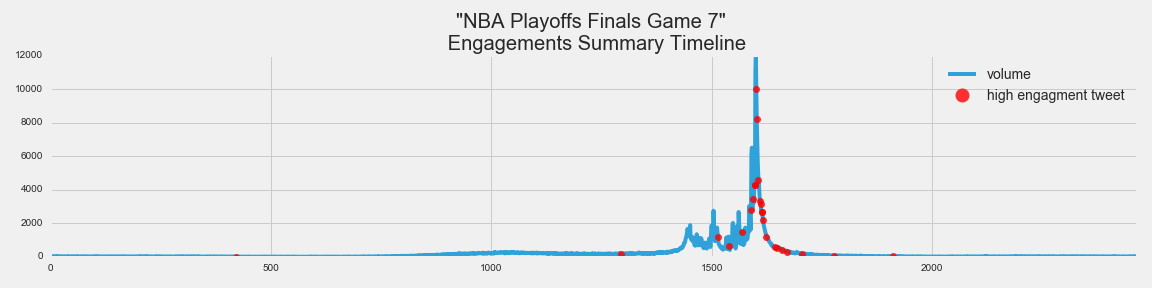 "NBA Playoffs Finals Game 7"
Engagements Summary Timeline
12000
10000
8000
6000
4000
2000
0
0 500 1000 1500 2000
volume
high engagment tweet